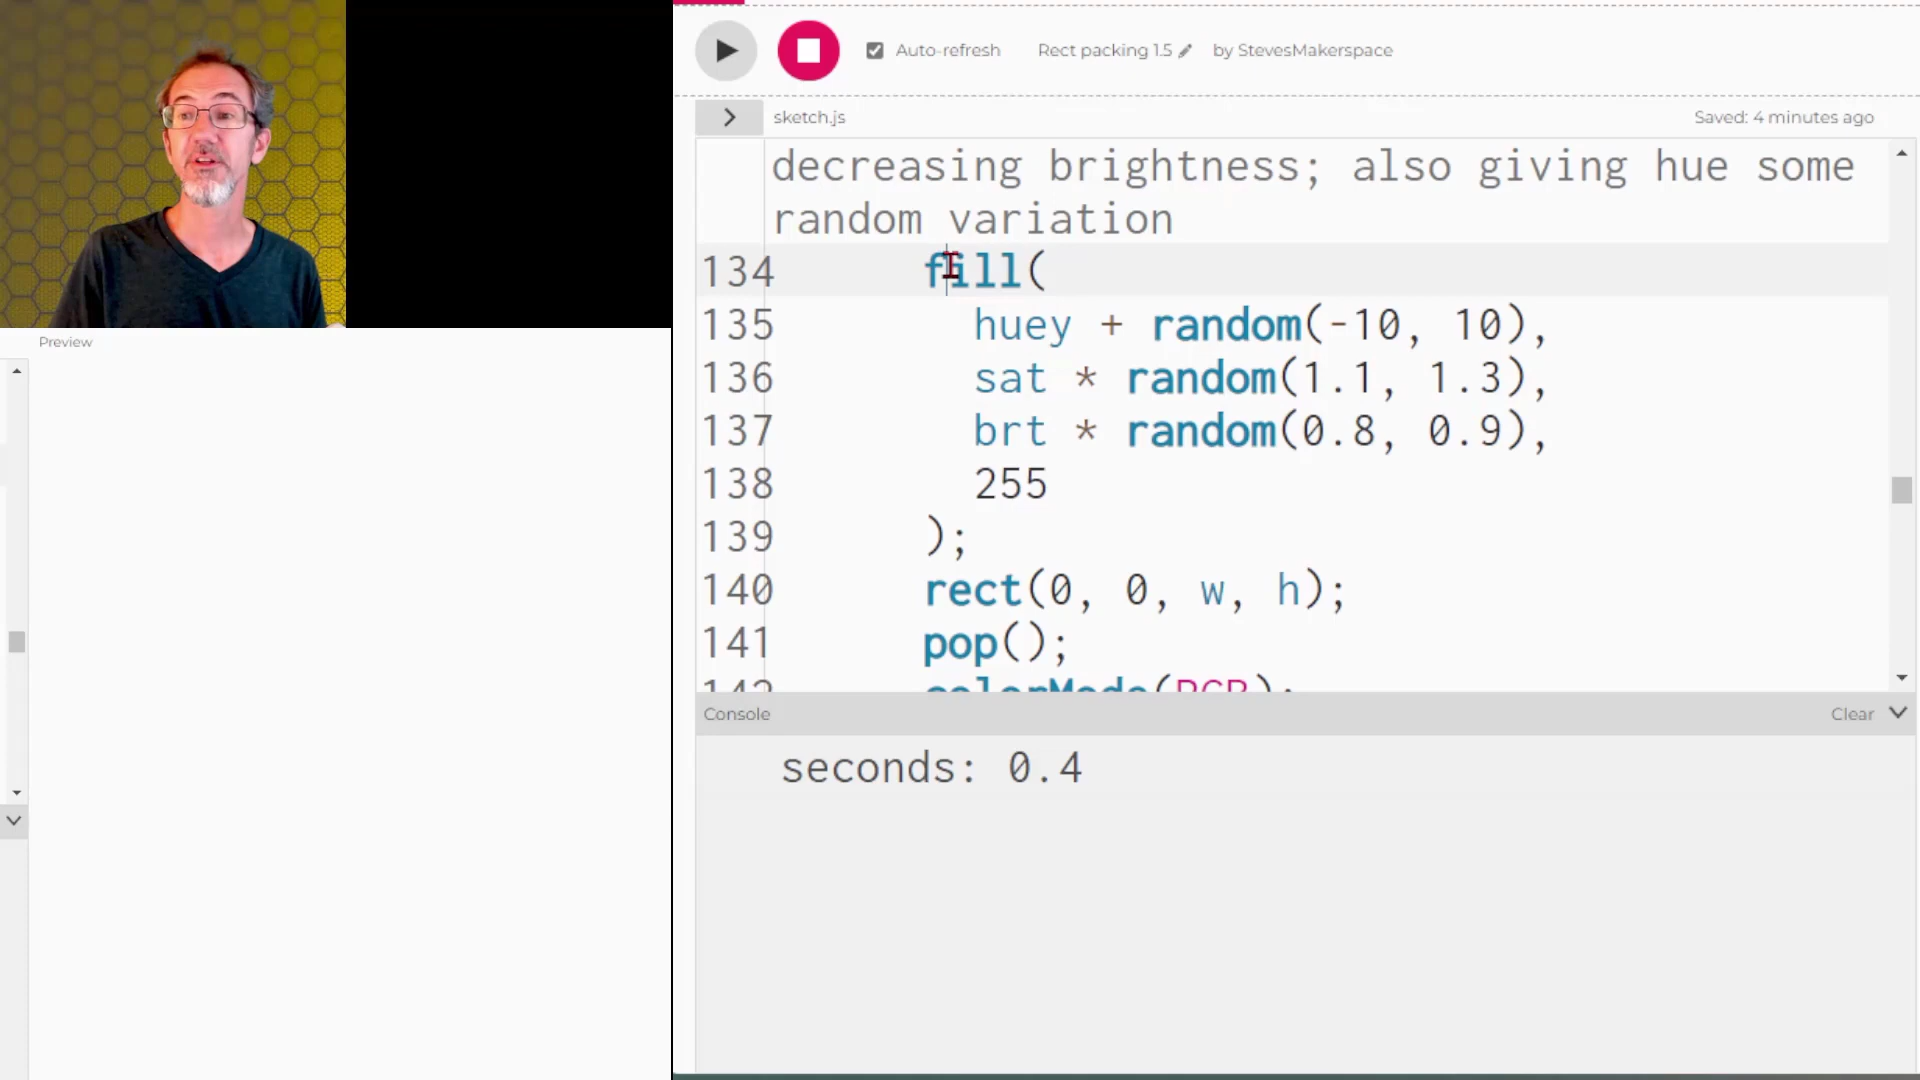 Auto-refresh Rect packing 1.5 by StevesMakerspace
sketch.js Saved: 4 minutes ago
decreasing brightness; also giving hue some
random variation
134 fill(
135 huey + random(-10, 10),
136 sat * random(1.1, 1.3),
137 brt * random(0.8, 0.9),
138 255
139 );
140 rect(0, 0, w, h);
141 pop();
142 colorMode(RGB);
Console Clear
seconds: 0.4
Preview